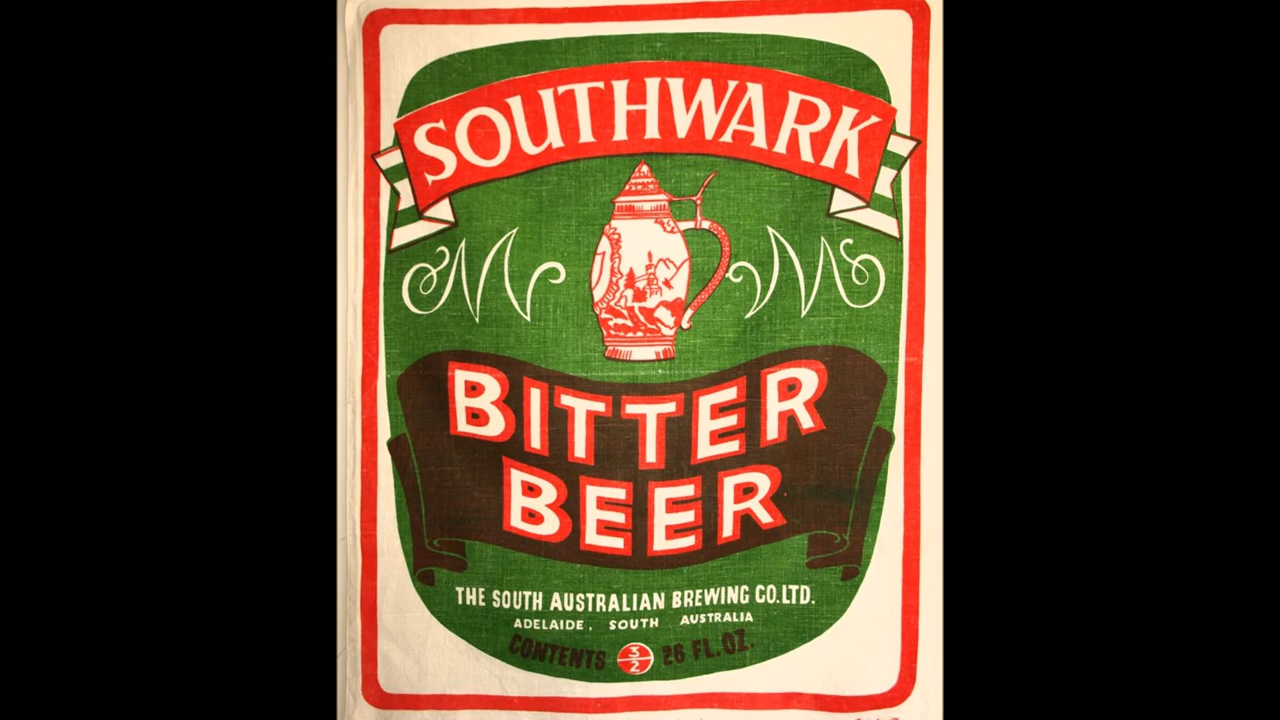 SOUTHWARK
BITTER
BEER
THE SOUTH AUSTRALIAN BREWING CO.LTD.
ADELAIDE, SOUTH AUSTRALIA
CONTENTS 3/2 26 FL.OZ.